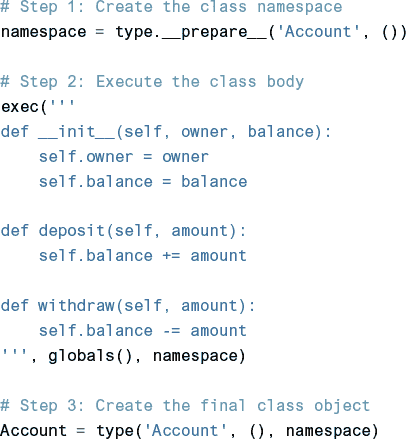 # Step 1: Create the class namespace
namespace = type.__prepare__('Account', ())
# Step 2: Execute the class body
exec('''
def __init__(self, owner, balance):
    self.owner = owner
    self.balance = balance
def deposit(self, amount):
    self.balance += amount
def withdraw(self, amount):
    self.balance -= amount
''', globals(), namespace)
# Step 3: Create the final class object
Account = type('Account', (), namespace)